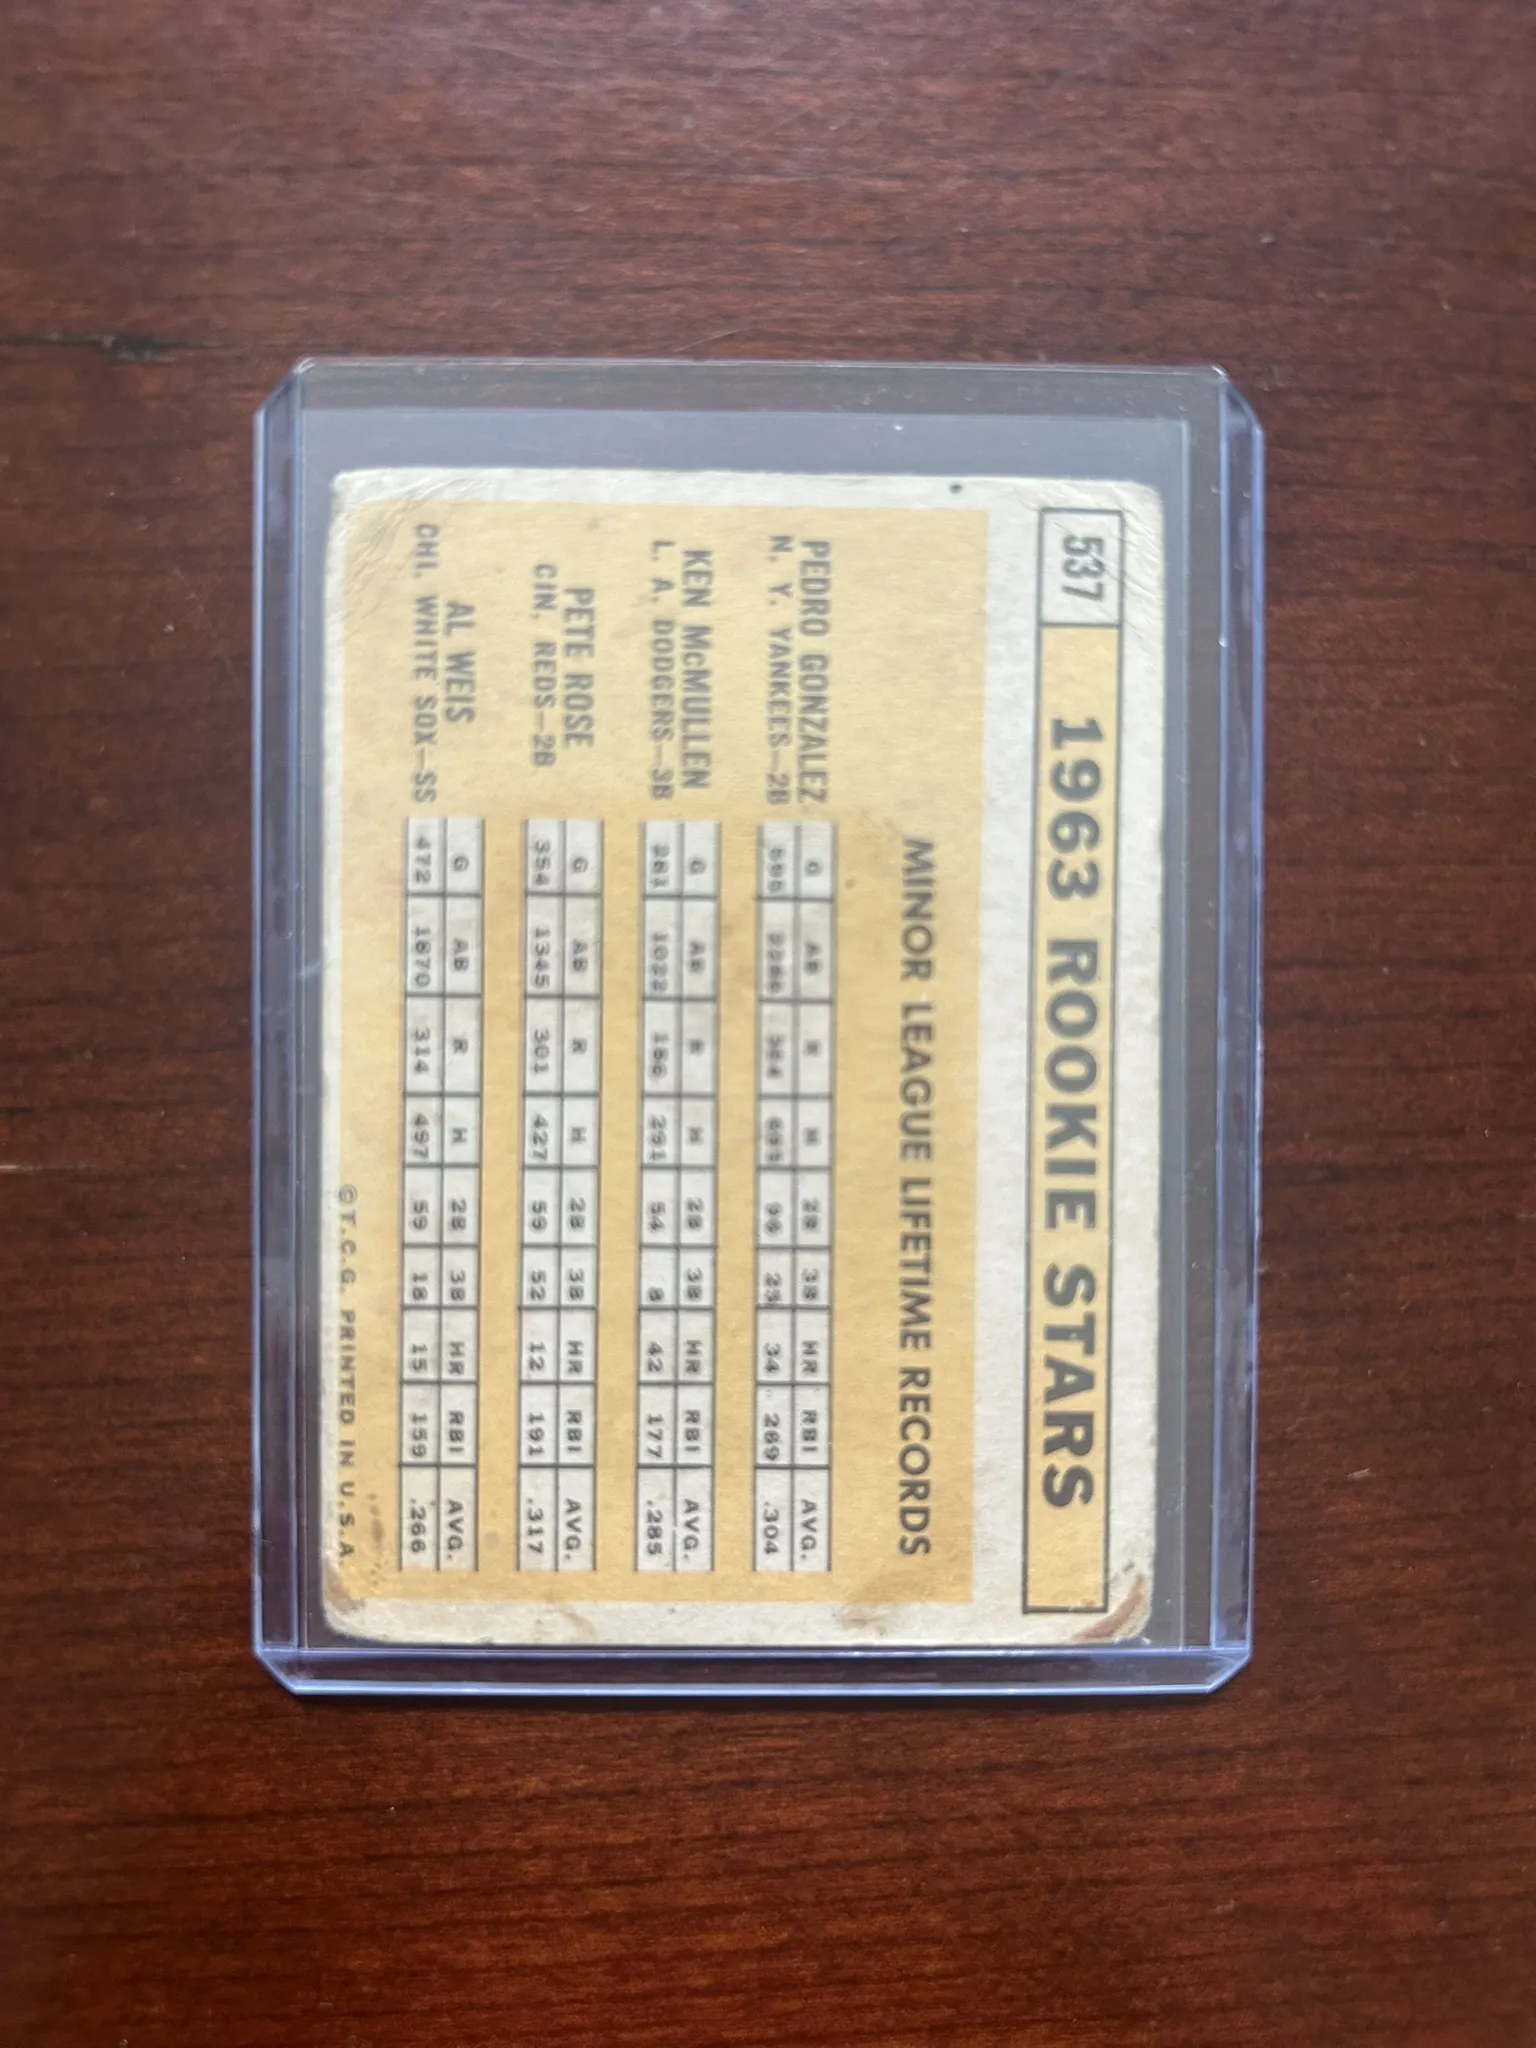 537 1963 ROOKIE STARS
MINOR LEAGUE LIFETIME RECORDS
PEDRO GONZALEZ G AB R H 2B 3B HR RBI AVG.
N. Y. YANKEES—2B 34 269 .304
KEN McMULLEN G AB R H 2B 3B HR RBI AVG.
L. A. DODGERS—3B 281 1022 186 291 54 8 42 177 .285
PETE ROSE G AB R H 2B 3B HR RBI AVG.
CIN. REDS—2B 354 1345 301 427 59 52 12 191 .317
AL WEIS G AB R H 2B 3B HR RBI AVG.
CHI. WHITE SOX—SS 472 1870 314 497 59 18 15 159 .266
©T.C.G. PRINTED IN U.S.A.